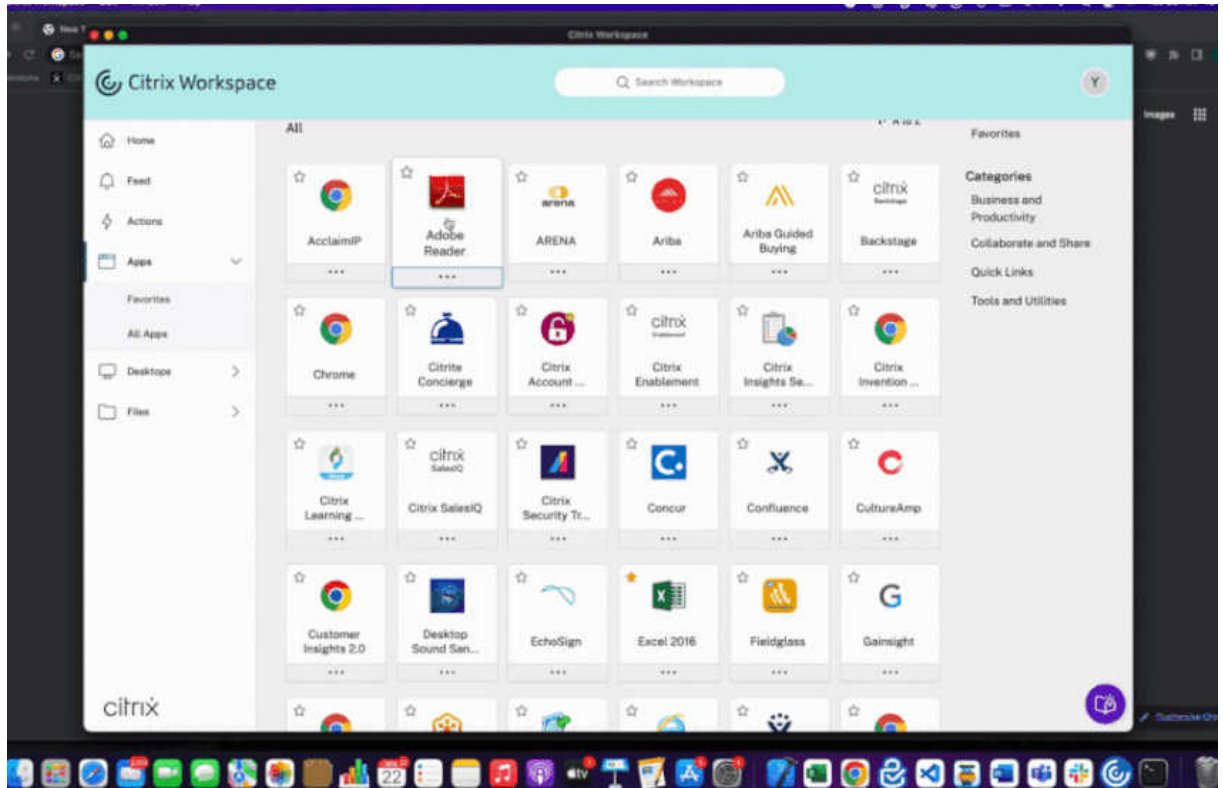 Citrix Workspace
Citrix Workspace
Search Workspace
Y
Images
Home
Feed
Actions
Apps
Favorites
All Apps
Desktops
Files
citrix
All
AcclaimIP
Adobe
Reader
arena
ARENA
Ariba
Ariba Guided
Buying
citrix
Backstage
Backstage
Chrome
Citrite
Concierge
Citrix
Account ...
citrix
Citrix
Enablement
Citrix
Insights Se...
Citrix
Invention ...
Citrix
Learning ...
citrix
SalesIQ
Citrix SalesIQ
Citrix
Security Tr...
Concur
Confluence
CultureAmp
Customer
Insights 2.0
Desktop
Sound San...
EchoSign
Excel 2016
Fieldglass
Gainsight
Favorites
Categories
Business and
Productivity
Collaborate and Share
Quick Links
Tools and Utilities
22
tv